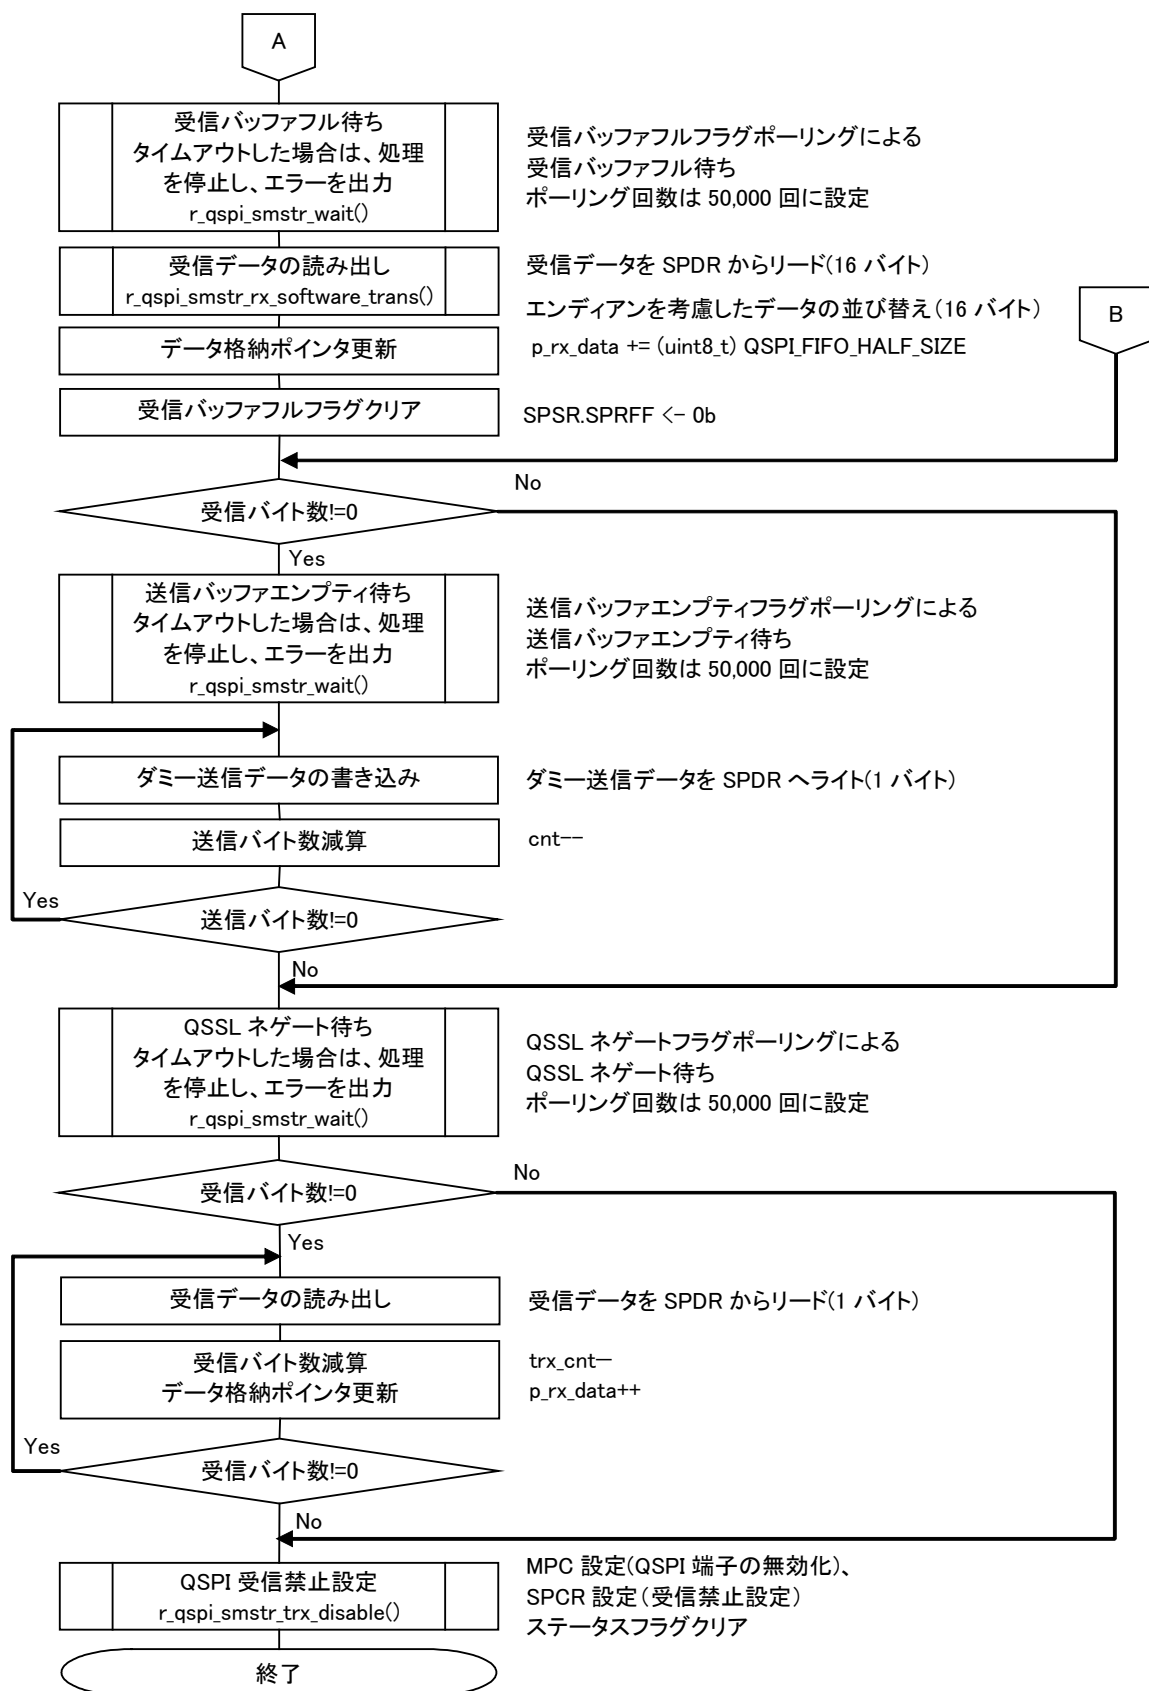 A
受信バッファフル待ち
タイムアウトした場合は、処理
を停止し、エラーを出力
r_qspi_smstr_wait()
受信バッファフルフラグポーリングによる
受信バッファフル待ち
ポーリング回数は 50,000 回に設定
受信データの読み出し
r_qspi_smstr_rx_software_trans()
受信データを SPDR からリード(16 バイト)
エンディアンを考慮したデータの並び替え(16 バイト)
B
データ格納ポインタ更新
p_rx_data += (uint8_t) QSPI_FIFO_HALF_SIZE
受信バッファフルフラグクリア
SPSR.SPRFF <- 0b
No
受信バイト数!=0
Yes
送信バッファエンプティ待ち
タイムアウトした場合は、処理
を停止し、エラーを出力
r_qspi_smstr_wait()
送信バッファエンプティフラグポーリングによる
送信バッファエンプティ待ち
ポーリング回数は 50,000 回に設定
ダミー送信データの書き込み
ダミー送信データを SPDR へライト(1 バイト)
送信バイト数減算
cnt--
Yes
送信バイト数!=0
No
QSSL ネゲート待ち
タイムアウトした場合は、処理
を停止し、エラーを出力
r_qspi_smstr_wait()
QSSL ネゲートフラグポーリングによる
QSSL ネゲート待ち
ポーリング回数は 50,000 回に設定
No
受信バイト数!=0
Yes
受信データの読み出し
受信データを SPDR からリード(1 バイト)
受信バイト数減算
データ格納ポインタ更新
trx_cnt—
p_rx_data++
Yes
受信バイト数!=0
No
QSPI 受信禁止設定
r_qspi_smstr_trx_disable()
MPC 設定(QSPI 端子の無効化)、
SPCR 設定(受信禁止設定)
ステータスフラグクリア
終了